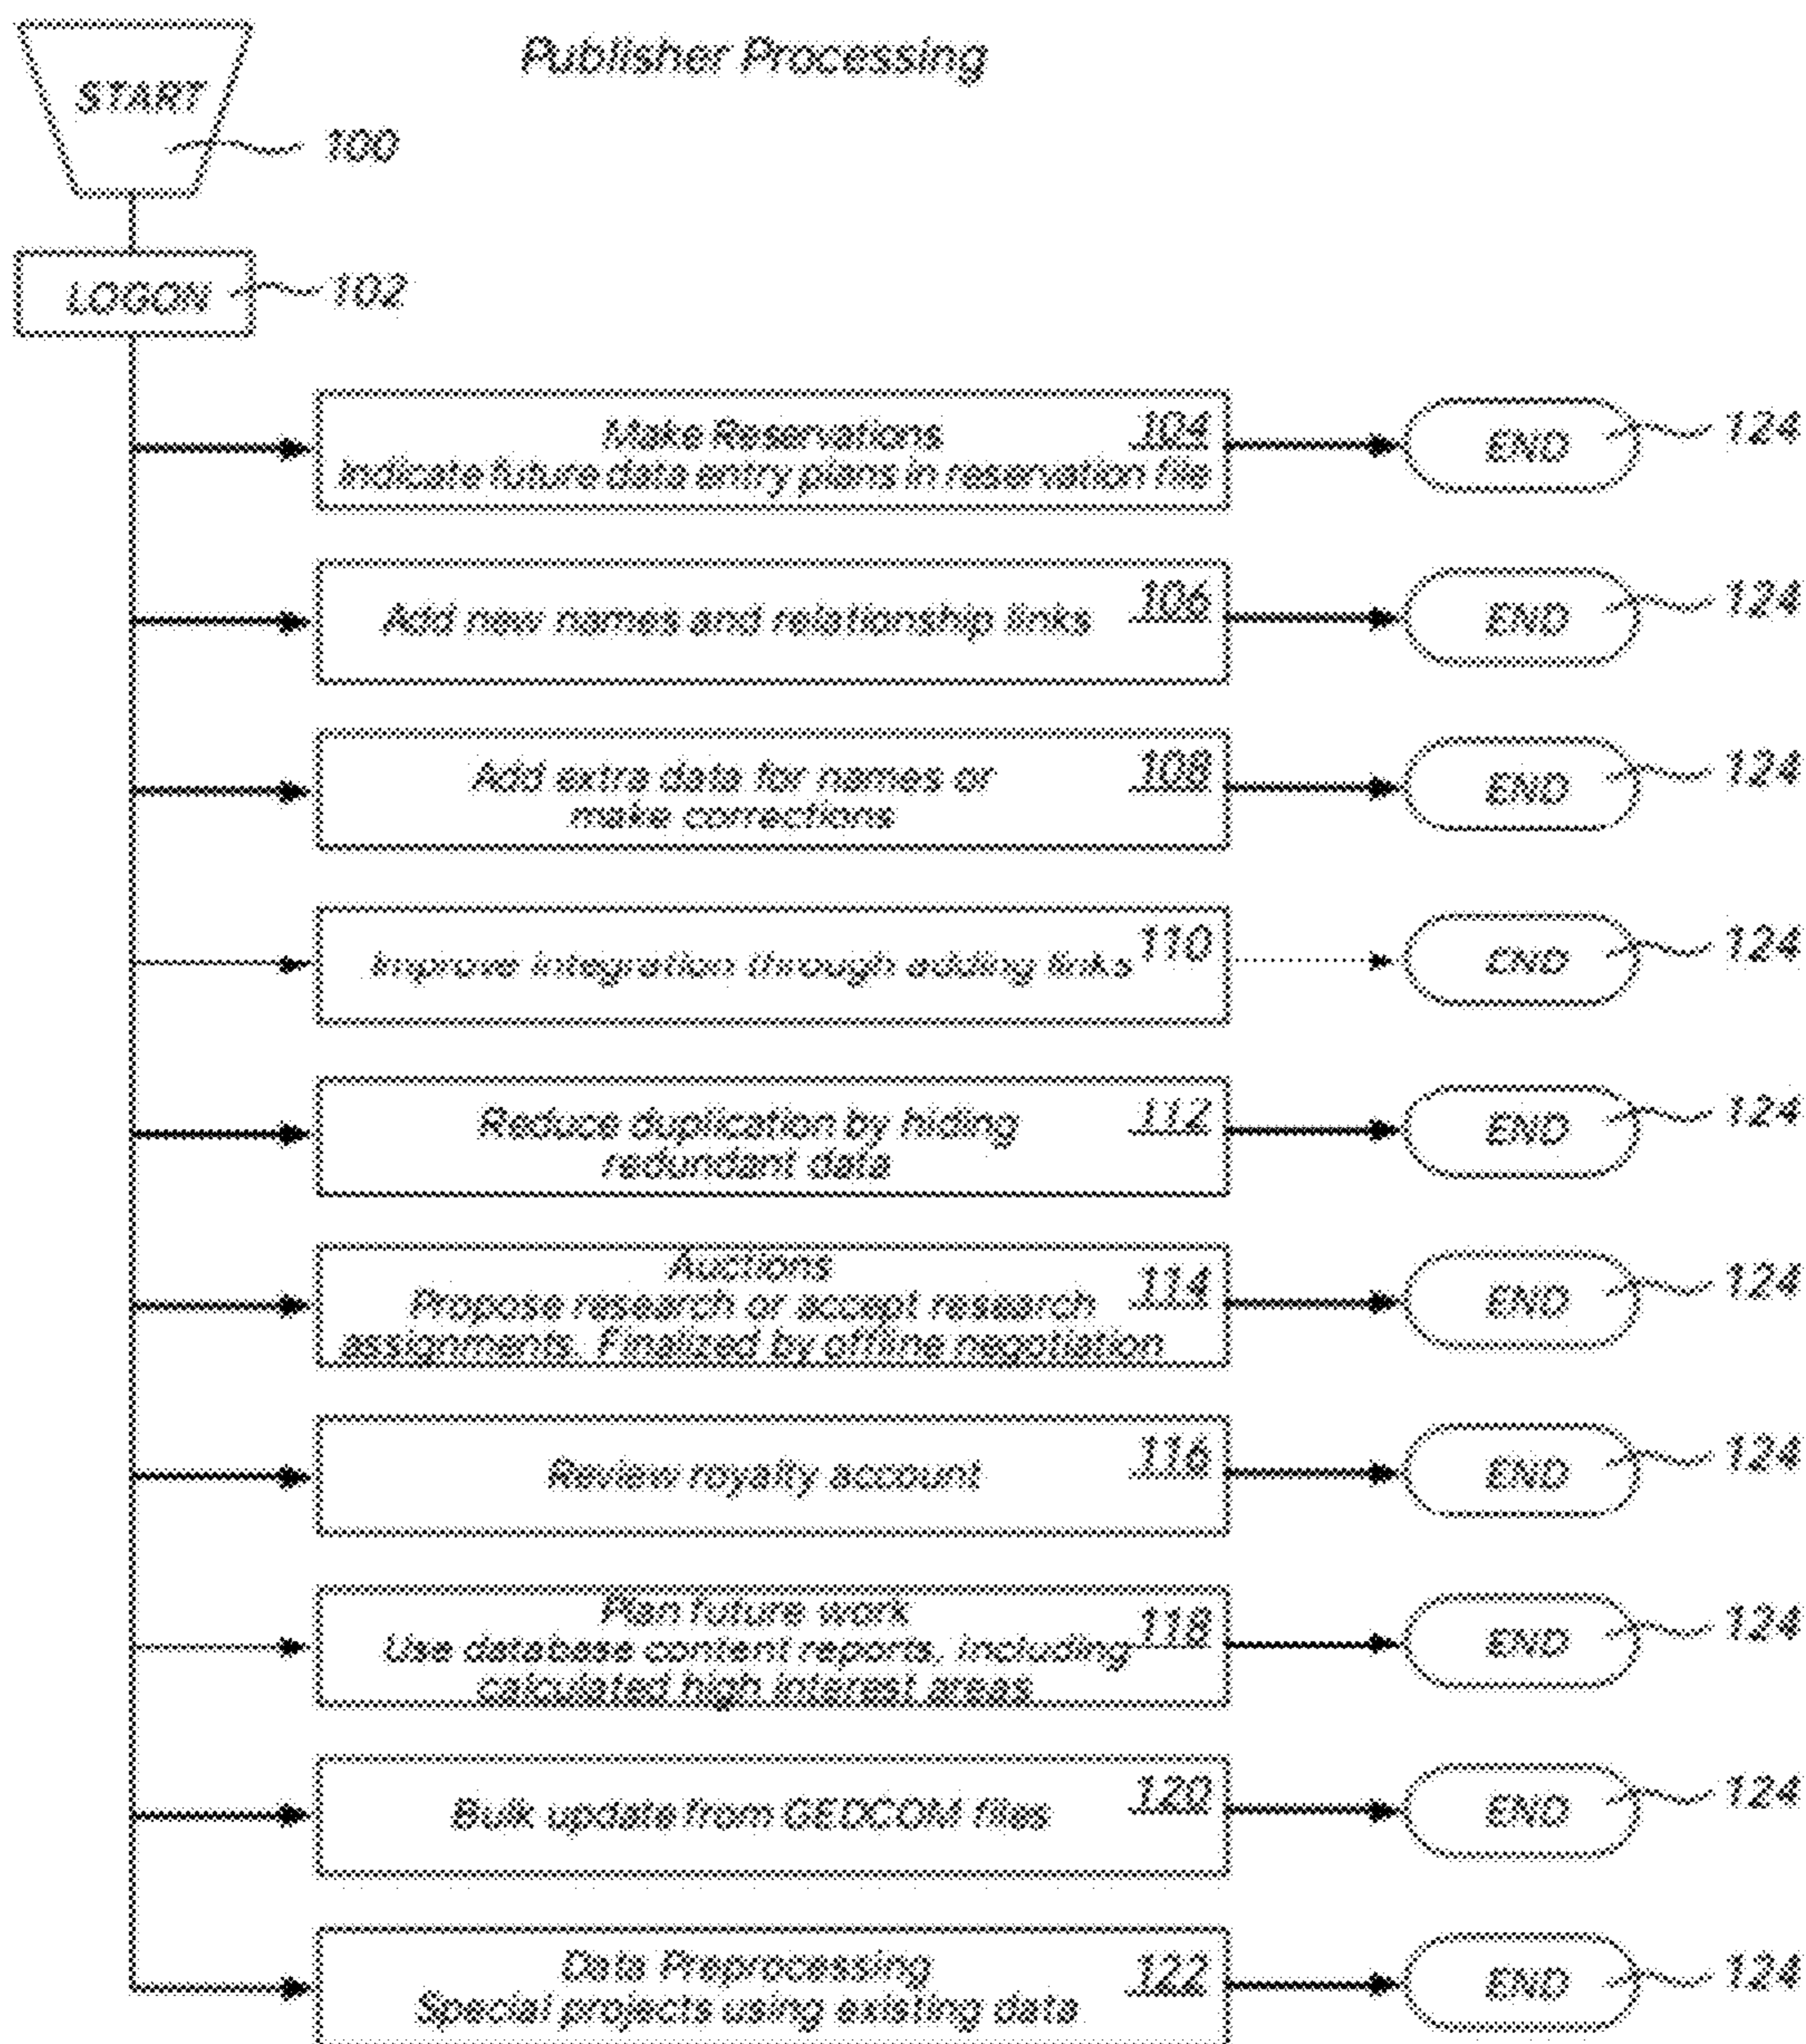 Publisher Processing
START
100
LOGON
102
Make Reservations
104
Indicate future data entry plans in reservation file
END
124
Add new names and relationship links
106
END
124
Add extra data for names or
108
make corrections
END
124
Improve integration through adding links
110
END
124
Reduce duplication by hiding
112
redundant data
END
124
Auctions
Propose research or accept research
114
assignments. Finalized by offline negotiation
END
124
Review royalty account
116
END
124
Plan future work
Use database content reports, including
118
calculated high interest areas
END
124
Bulk update from GEDCOM files
120
END
124
Data Preprocessing
122
Special projects using existing data
END
124